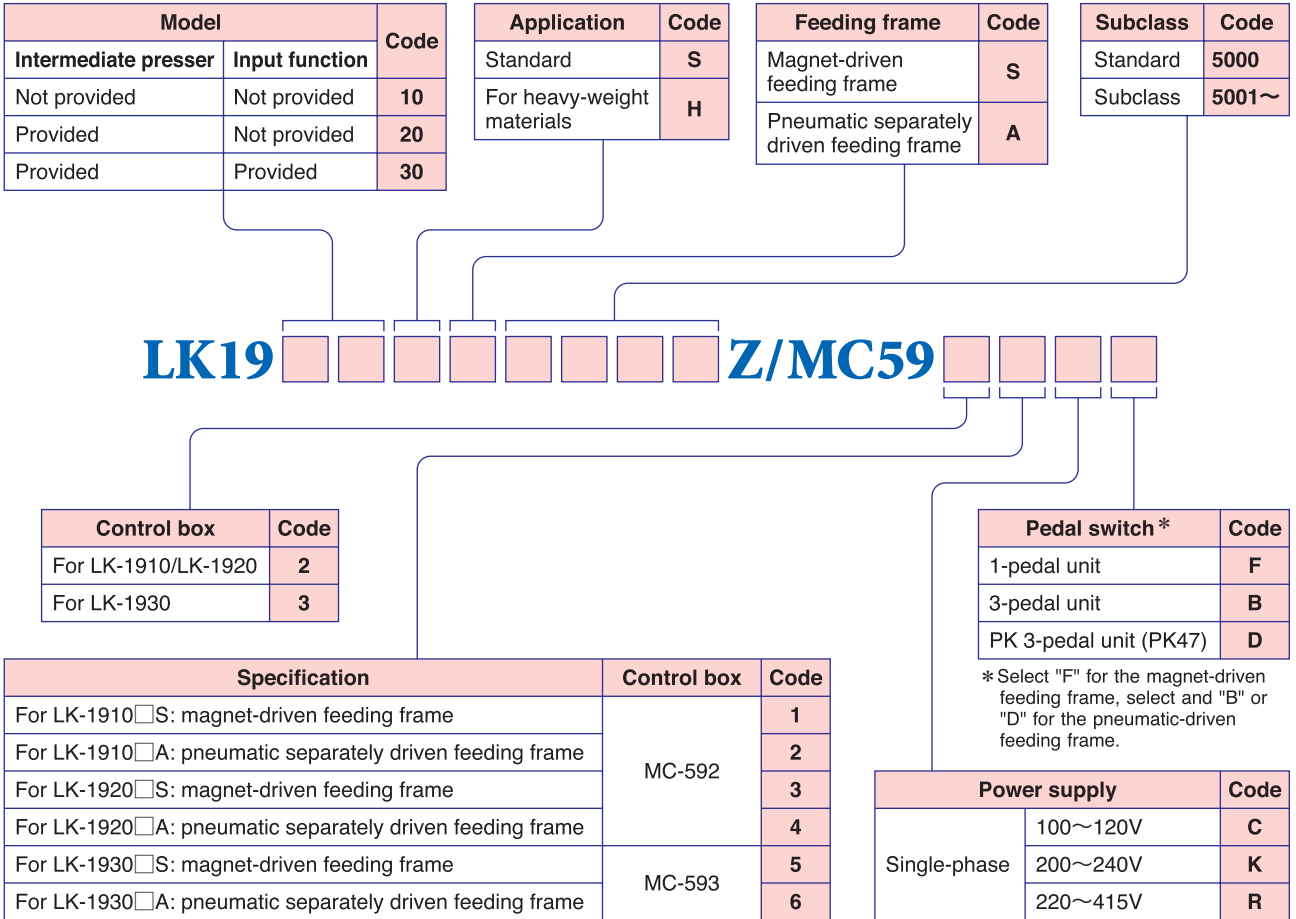 Model Code
Intermediate presser Input function
Not provided Not provided 10
Provided Not provided 20
Provided Provided 30
Application Code
Standard S
For heavy-weight
materials H
Feeding frame Code
Magnet-driven
feeding frame S
Pneumatic separately
driven feeding frame A
Subclass Code
Standard 5000
Subclass 5001～
LK19□□□□□□□□Z/MC59□□□□
Control box Code
For LK-1910/LK-1920 2
For LK-1930 3
Specification Control box Code
For LK-1910□S: magnet-driven feeding frame MC-592 1
For LK-1910□A: pneumatic separately driven feeding frame 2
For LK-1920□S: magnet-driven feeding frame 3
For LK-1920□A: pneumatic separately driven feeding frame 4
For LK-1930□S: magnet-driven feeding frame MC-593 5
For LK-1930□A: pneumatic separately driven feeding frame 6
Pedal switch* Code
1-pedal unit F
3-pedal unit B
PK 3-pedal unit (PK47) D
*Select "F" for the magnet-driven
feeding frame, select and "B" or
"D" for the pneumatic-driven
feeding frame.
Power supply Code
Single-phase 100～120V C
200～240V K
220～415V R